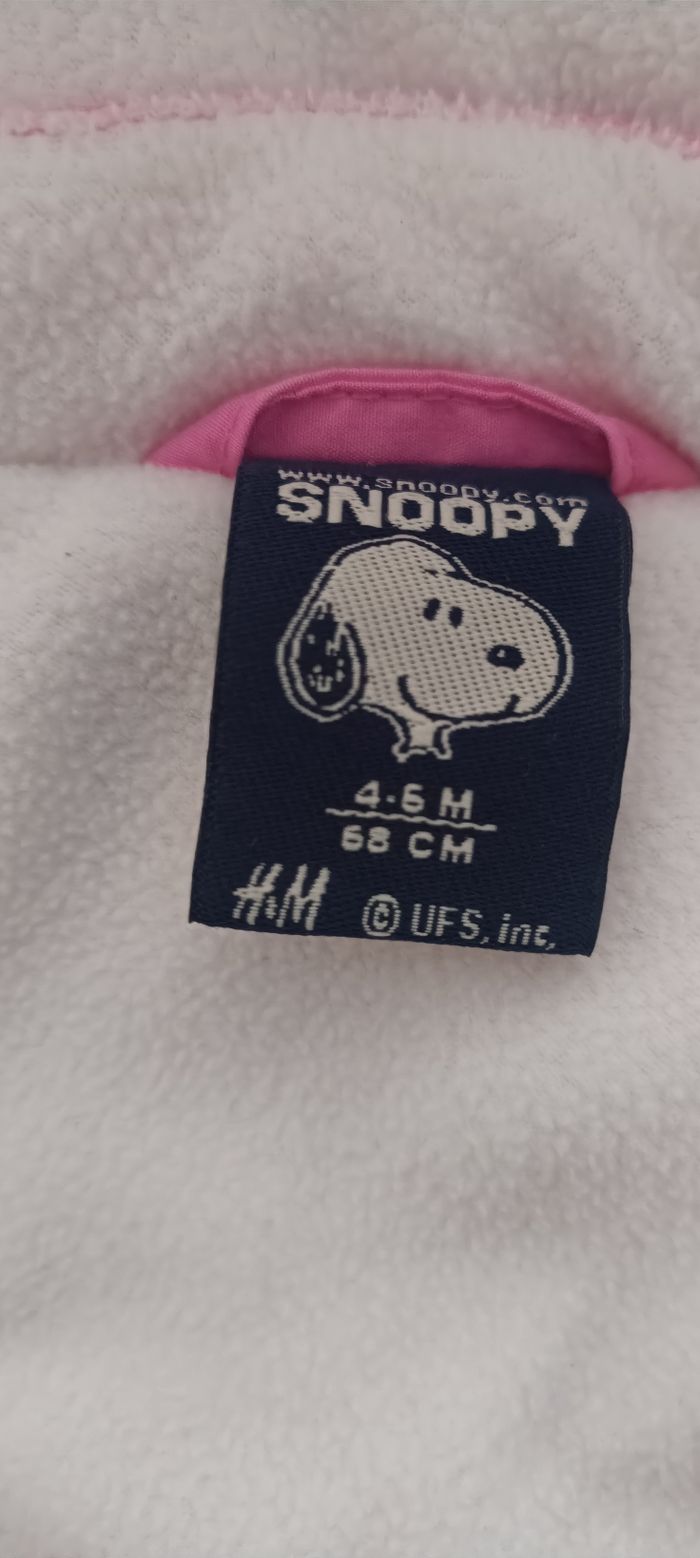 www.snoopy.com
SNOOPY
4-6 M
68 CM
H&M © UFS, inc,